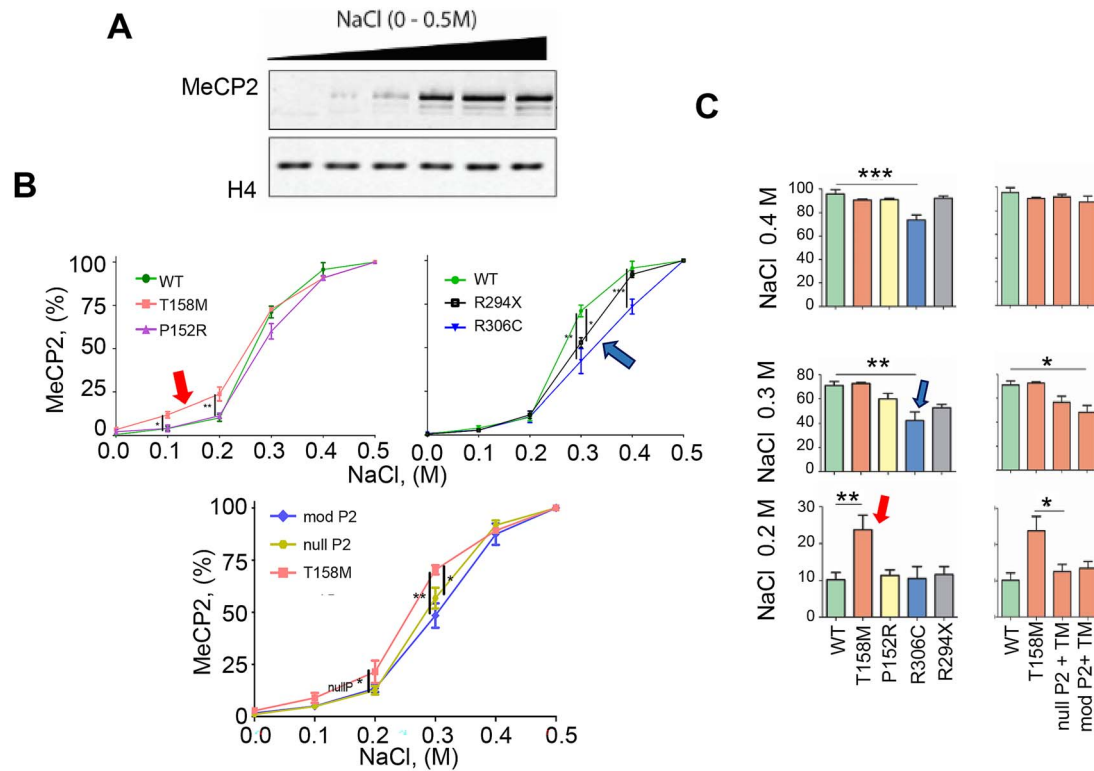 A
NaCl (0 - 0.5M)
MeCP2
H4
B
MeCP2, (%)
100
75
50
25
0
WT
T158M
P152R
*
**
0.0 0.1 0.2 0.3 0.4 0.5
NaCl, (M)
WT
R294X
R306C
***
**
*
0.0 0.1 0.2 0.3 0.4 0.5
NaCl, (M)
MeCP2, (%)
100
75
50
25
0
mod P2
null P2
T158M
**
*
nullP *
0.0 0.1 0.2 0.3 0.4 0.5
NaCl, (M)
C
NaCl 0.4 M
100
80
60
40
20
0
***
NaCl 0.3 M
80
60
40
20
0
**
*
NaCl 0.2 M
30
20
10
0
**
*
WT
T158M
P152R
R306C
R294X
WT
T158M
null P2 + TM
mod P2+ TM